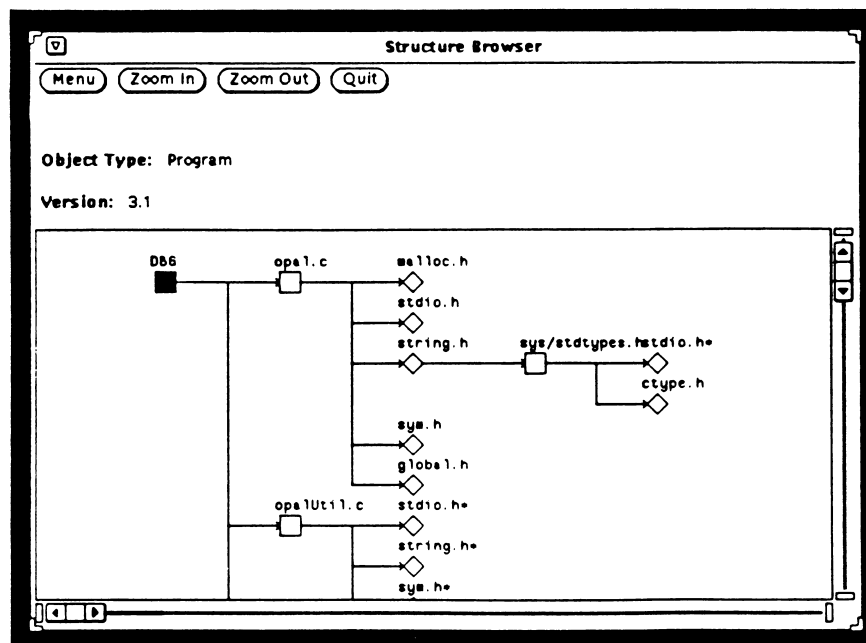 Structure Browser
Menu Zoom In Zoom Out Quit
Object Type: Program
Version: 3.1
DBG opal.c malloc.h
stdio.h
string.h sys/stdtypes.h stdio.h*
ctype.h
sym.h
global.h
opalUtil.c stdio.h*
string.h*
sym.h*